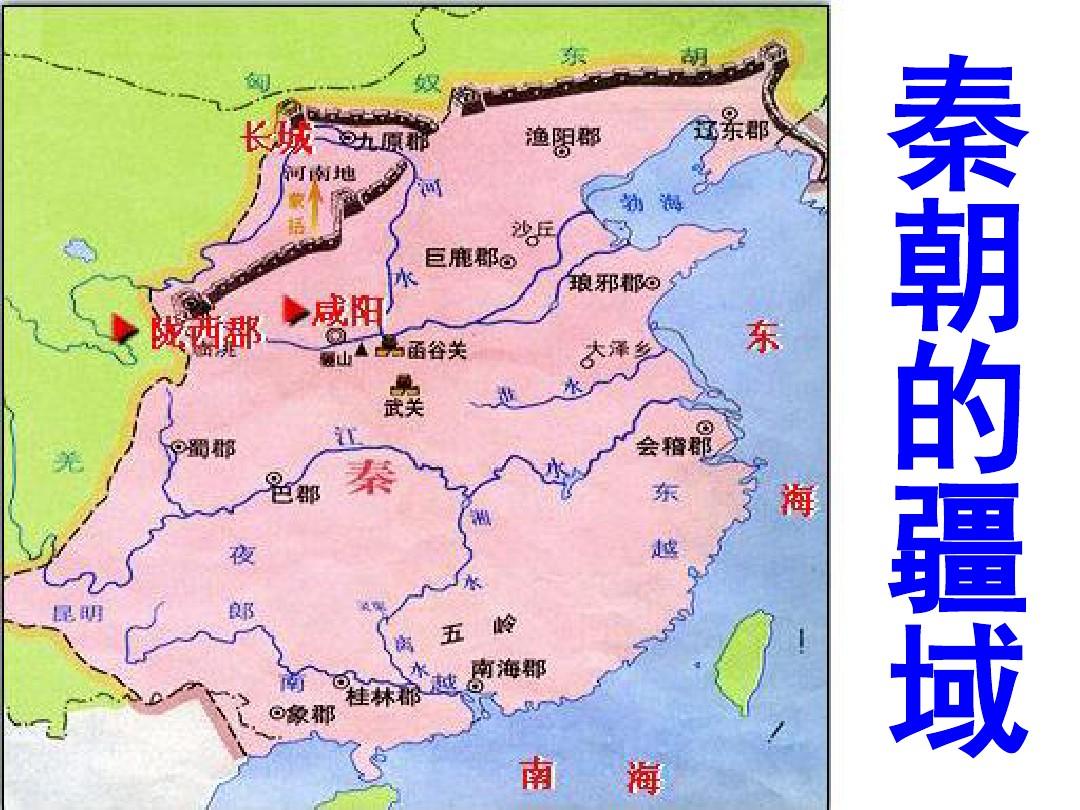 秦朝的疆域
匈奴
东胡
长城
九原郡
渔阳郡
辽东郡
河南地
蒙恬
河水
渤海
沙丘
巨鹿郡
琅邪郡
陇西郡
临洮
咸阳
骊山
函谷关
大泽乡
东海
武关
淮水
羌
蜀郡
江水
会稽郡
巴郡
秦
东越
湘水
夜郎
昆明
灵渠
离水
五岭
南越
南海郡
桂林郡
象郡
南海